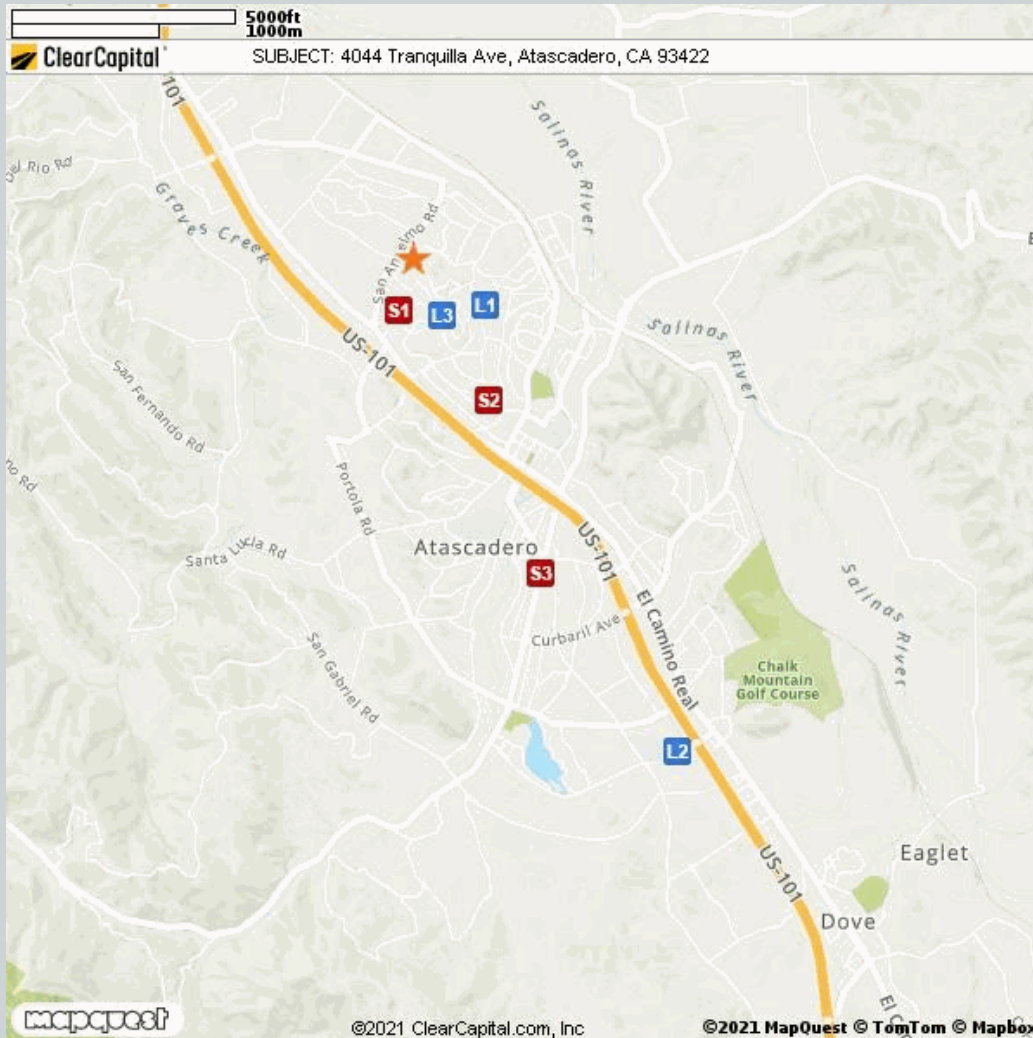 5000ft
1000m
ClearCapital
SUBJECT: 4044 Tranquilla Ave, Atascadero, CA 93422
101
Salinas River
Del Rio Rd
Graves Creek
San Anselmo Rd
S1
L3
L1
Salinas River
US-101
San Fernando Rd
S2
Portola Rd
Santa Lucia Rd
Atascadero
US-101
S3
El Camino Real
Salinas River
Curbaril Ave
San Gabriel Rd
Chalk
Mountain
Golf Course
L2
US-101
Eaglet
Dove
mapquest
©2021 ClearCapital.com, Inc
©2021 MapQuest © TomTom © Mapbox